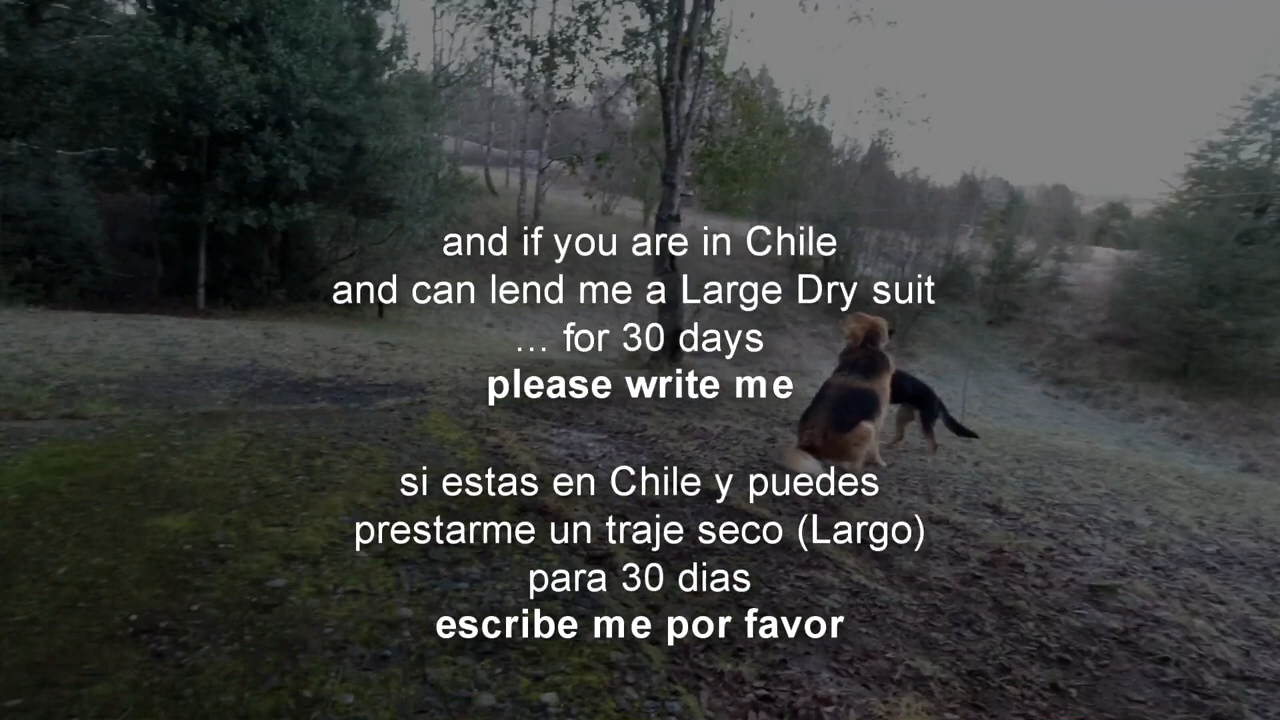 and if you are in Chile
and can lend me a Large Dry suit
... for 30 days
please write me
si estas en Chile y puedes
prestarme un traje seco (Largo)
para 30 dias
escribe me por favor